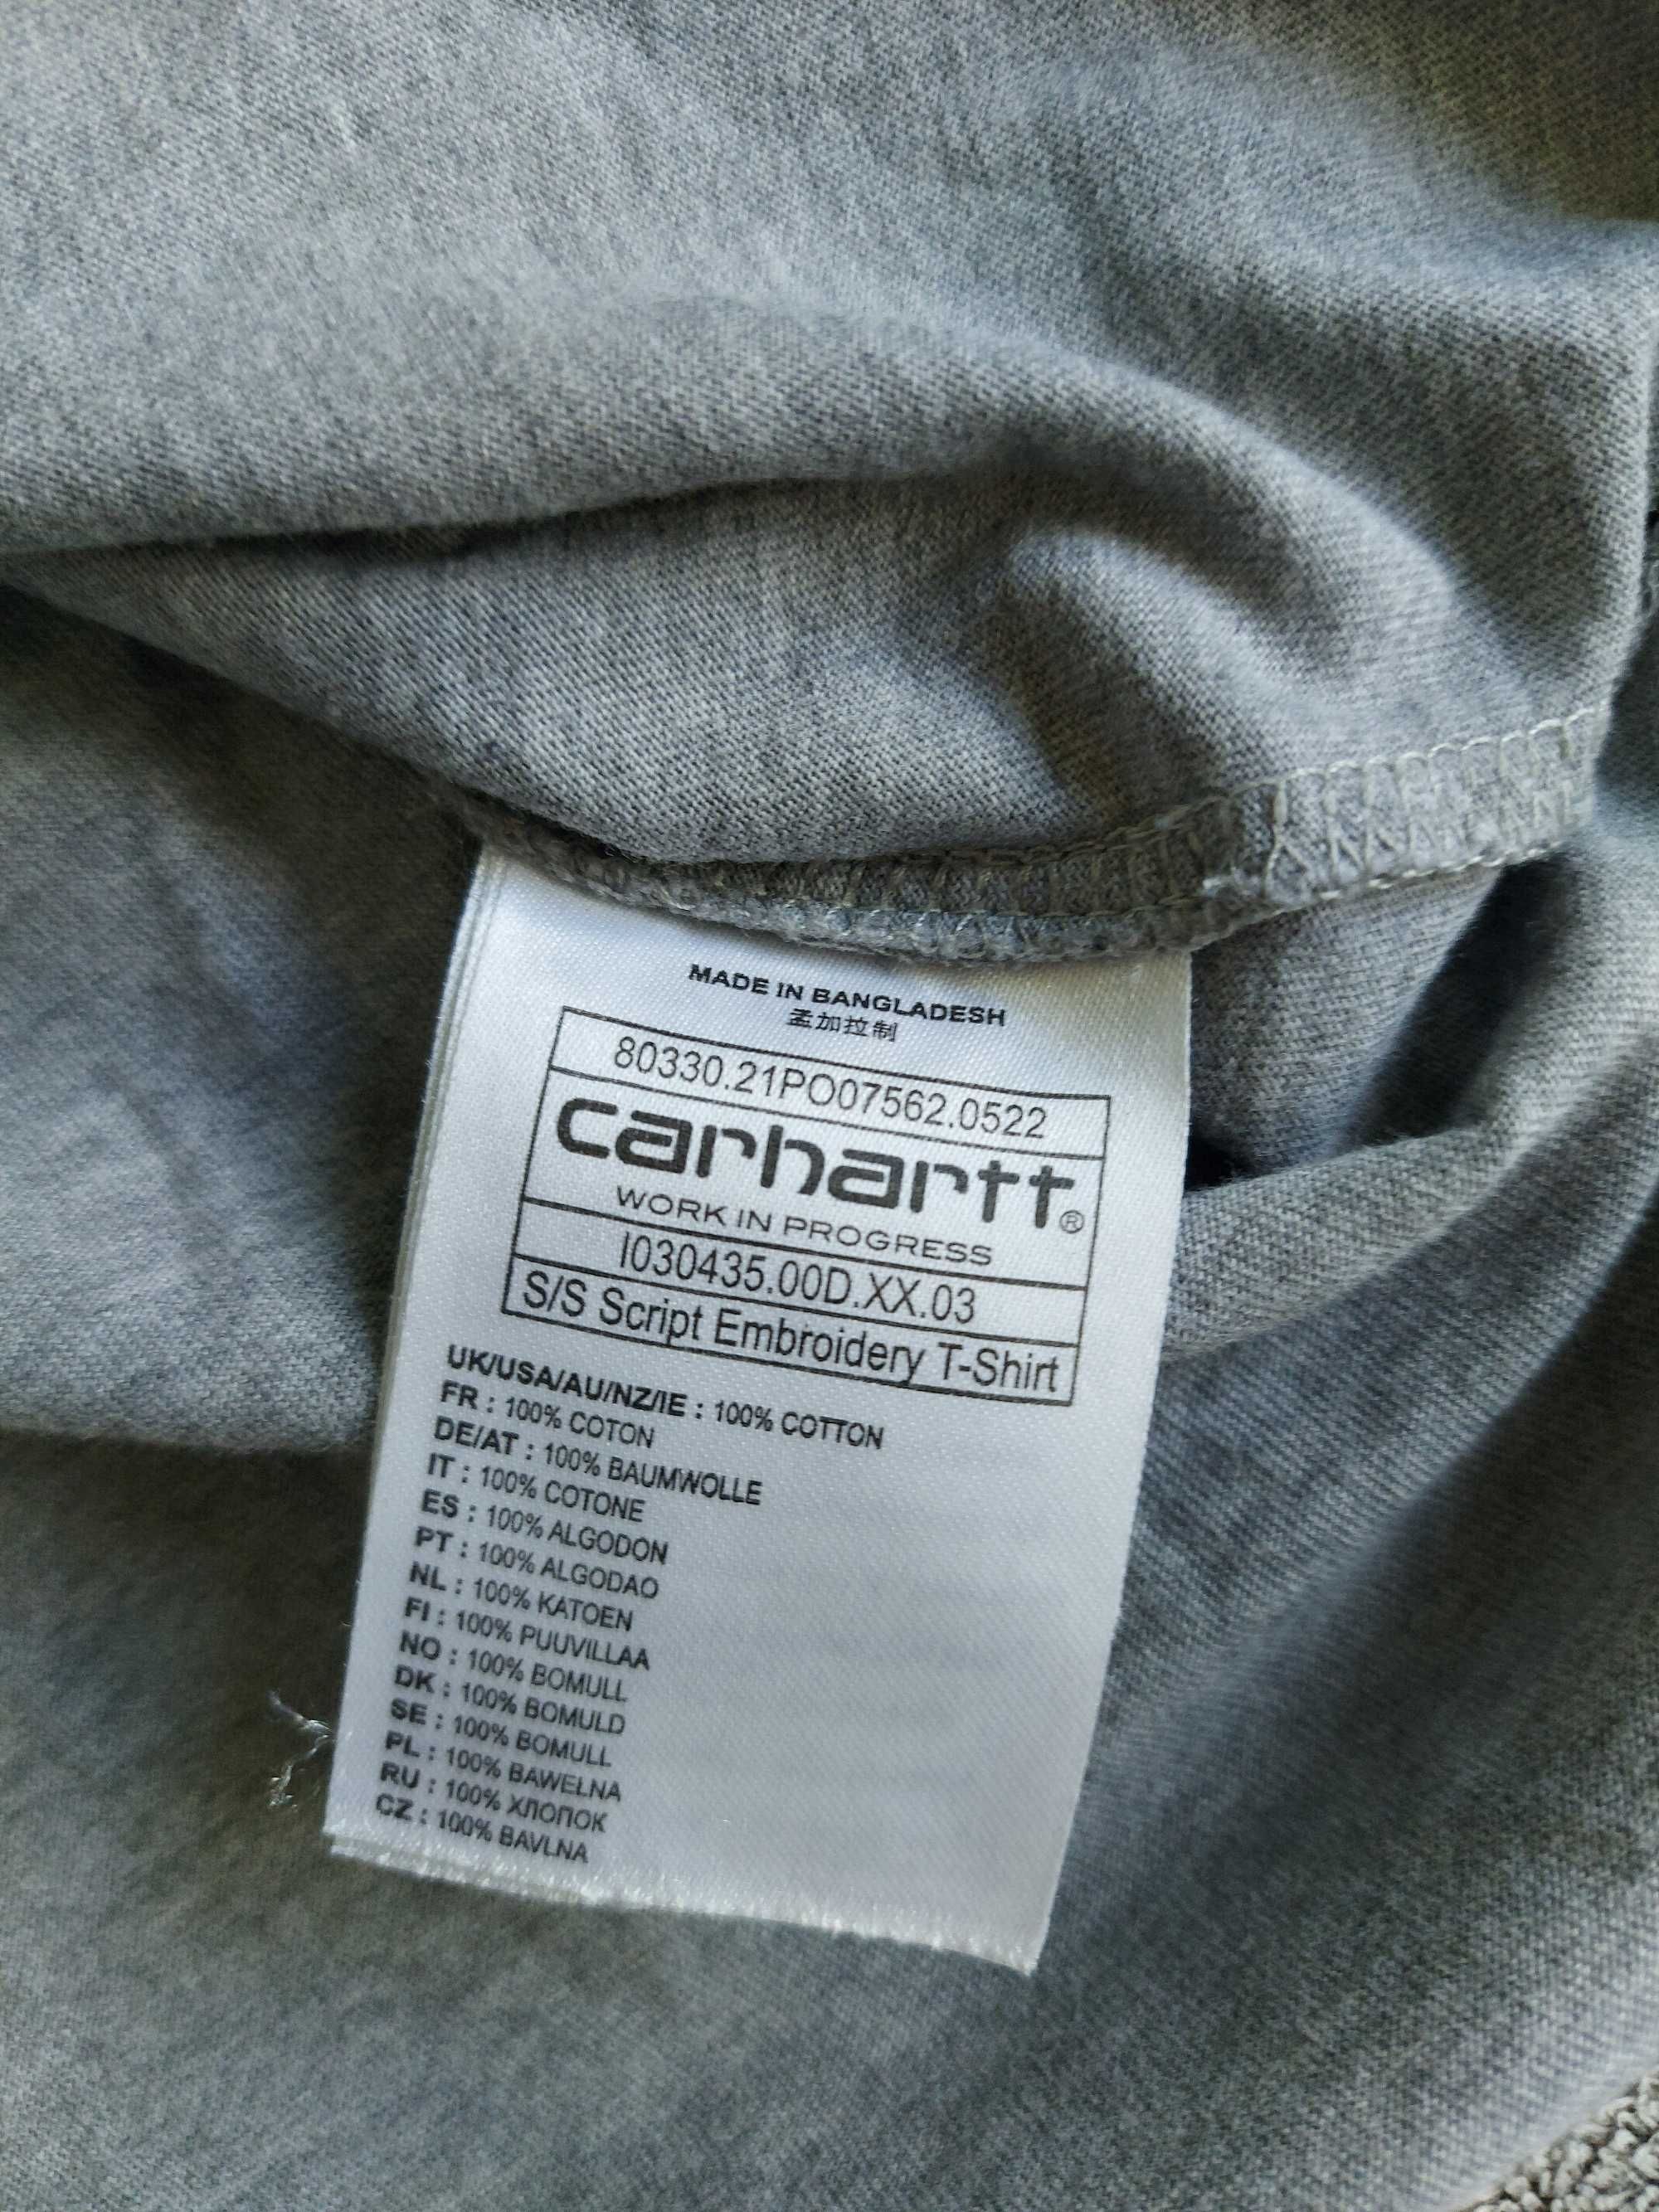 MADE IN BANGLADESH
孟加拉制
80330.21PO07562.0522
carhartt®
WORK IN PROGRESS
I030435.00D.XX.03
S/S Script Embroidery T-Shirt
UK/USA/AU/NZ/IE : 100% COTTON
FR : 100% COTON
DE/AT : 100% BAUMWOLLE
IT : 100% COTONE
ES : 100% ALGODON
PT : 100% ALGODAO
NL : 100% KATOEN
FI : 100% PUUVILLAA
NO : 100% BOMULL
DK : 100% BOMULD
SE : 100% BOMULL
PL : 100% BAWELNA
RU : 100% ХЛОПОК
CZ : 100% BAVLNA